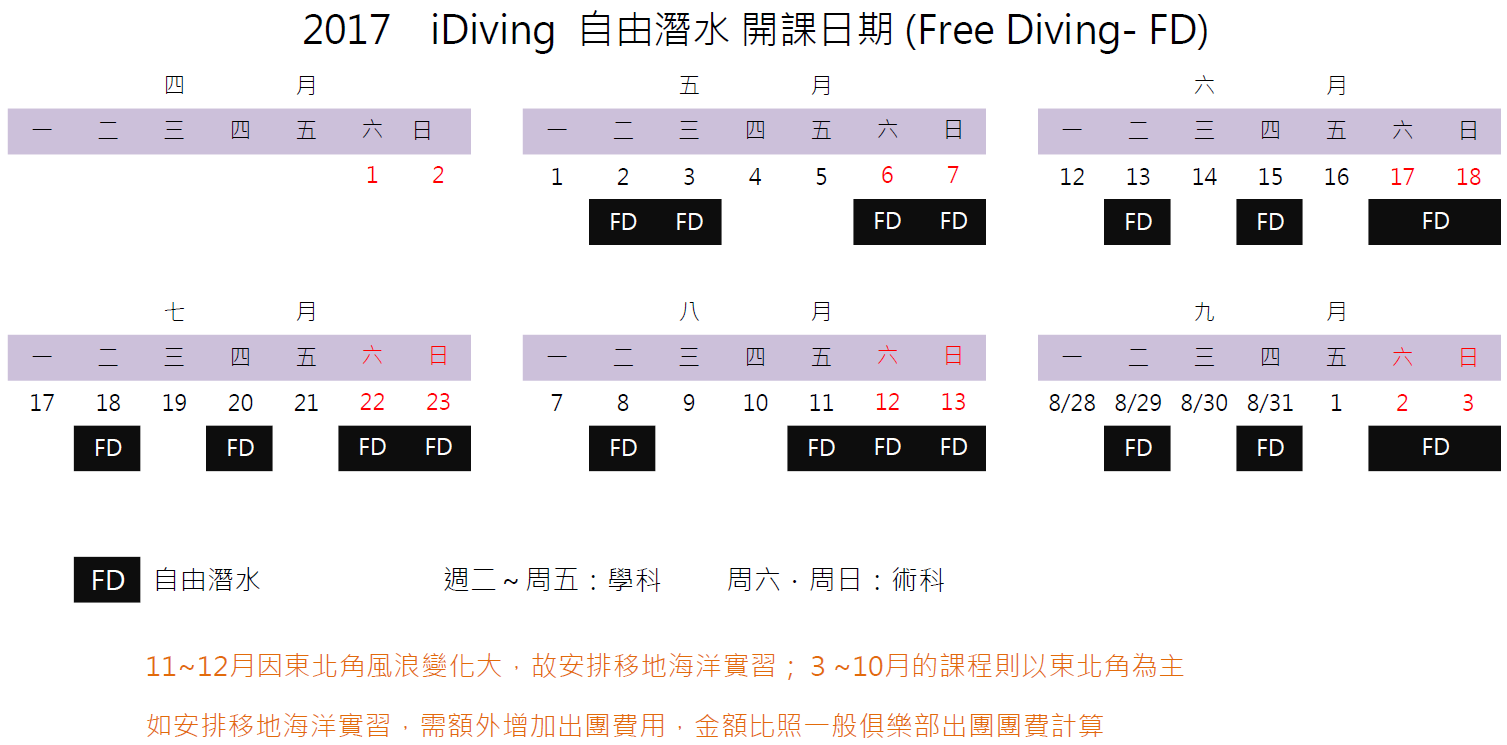 2017 iDiving 自由潛水 開課日期 (Free Diving- FD)
四 月 五 月 六 月
一 二 三 四 五 六 日 一 二 三 四 五 六 日 一 二 三 四 五 六 日
1 2 1 2 3 4 5 6 7 12 13 14 15 16 17 18
FD FD FD FD FD FD FD
七 月 八 月 九 月
一 二 三 四 五 六 日 一 二 三 四 五 六 日 一 二 三 四 五 六 日
17 18 19 20 21 22 23 7 8 9 10 11 12 13 8/28 8/29 8/30 8/31 1 2 3
FD FD FD FD FD FD FD FD FD FD FD
FD 自由潛水 週二~周五：學科 周六．周日：術科
11~12月因東北角風浪變化大，故安排移地海洋實習； 3 ~10月的課程則以東北角為主
如安排移地海洋實習，需額外增加出團費用，金額比照一般俱樂部出團團費計算